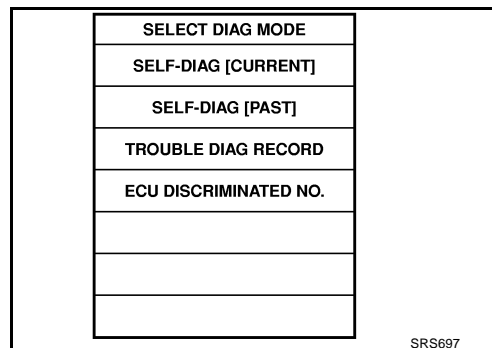 SELECT DIAG MODE
SELF-DIAG [CURRENT]
SELF-DIAG [PAST]
TROUBLE DIAG RECORD
ECU DISCRIMINATED NO.
SRS697